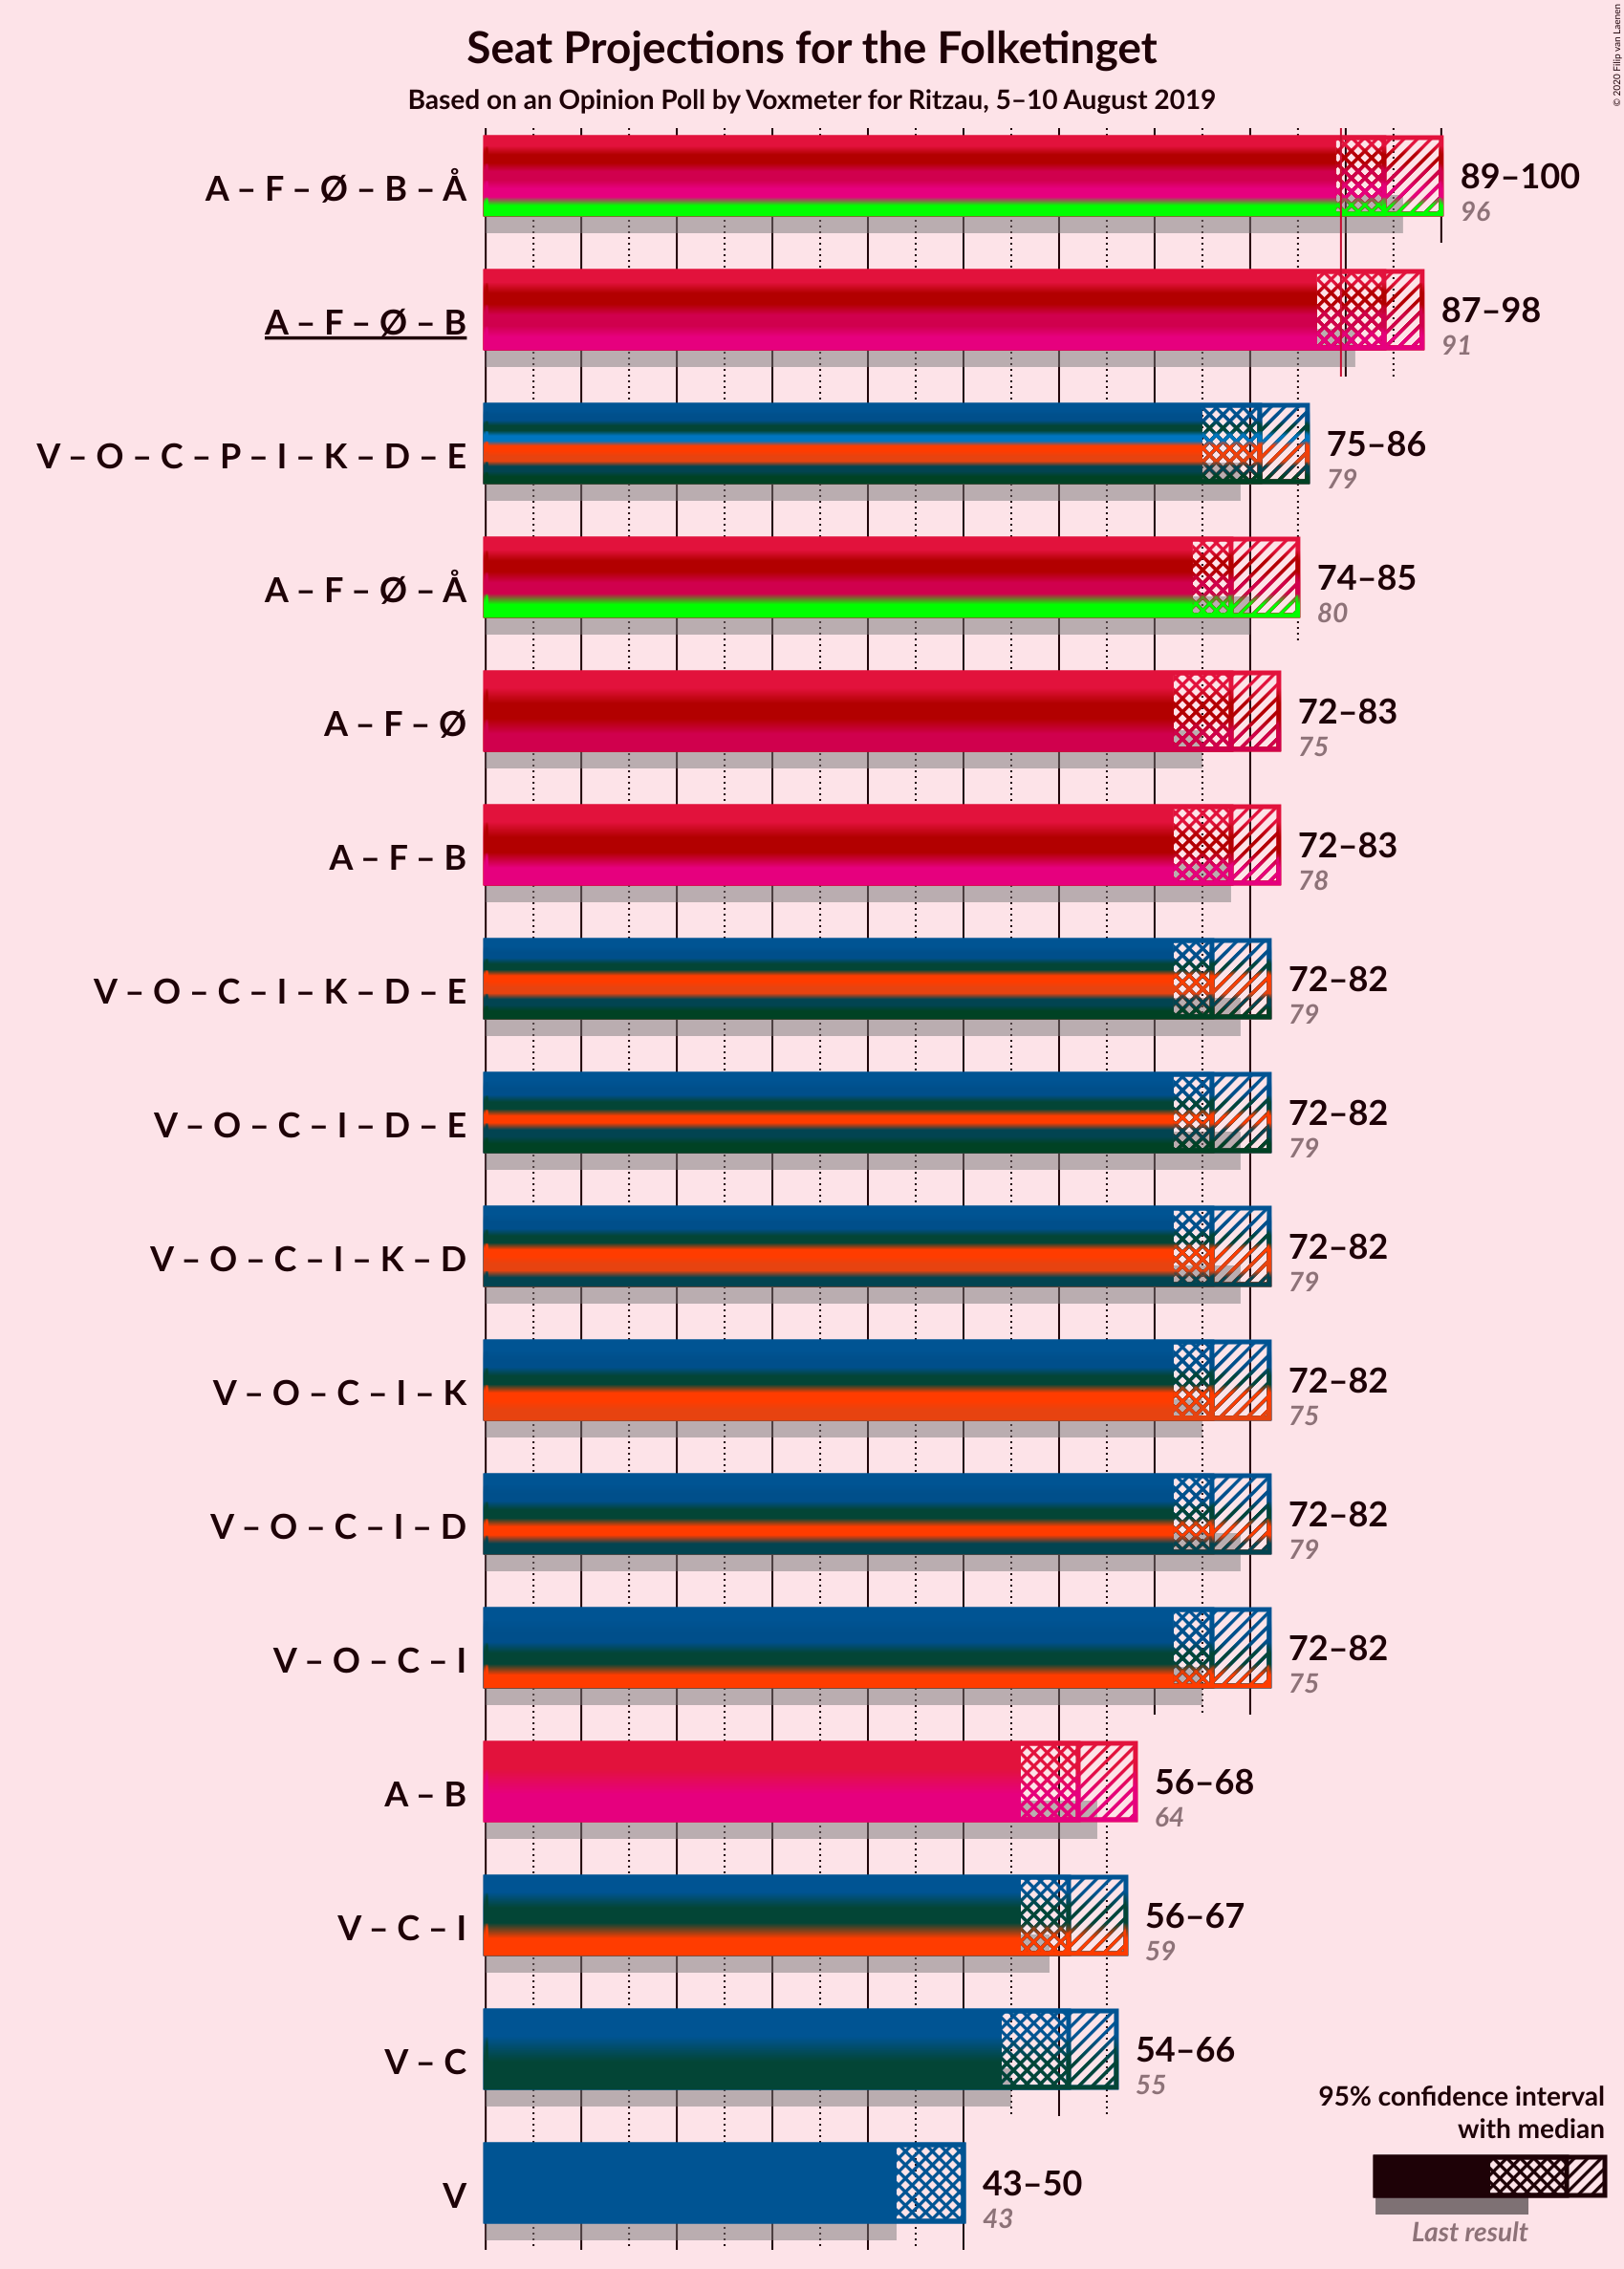 Seat Projections for the Folketinget
Based on an Opinion Poll by Voxmeter for Ritzau, 5–10 August 2019
© 2020 Filip van Laenen
A – F – Ø – B – Å
89–100
96
A – F – Ø – B
87–98
91
V – O – C – P – I – K – D – E
75–86
79
A – F – Ø – Å
74–85
80
A – F – Ø
72–83
75
A – F – B
72–83
78
V – O – C – I – K – D – E
72–82
79
V – O – C – I – D – E
72–82
79
V – O – C – I – K – D
72–82
79
V – O – C – I – K
72–82
75
V – O – C – I – D
72–82
79
V – O – C – I
72–82
75
A – B
56–68
64
V – C – I
56–67
59
V – C
54–66
55
V
43–50
43
95% confidence interval
with median
Last result